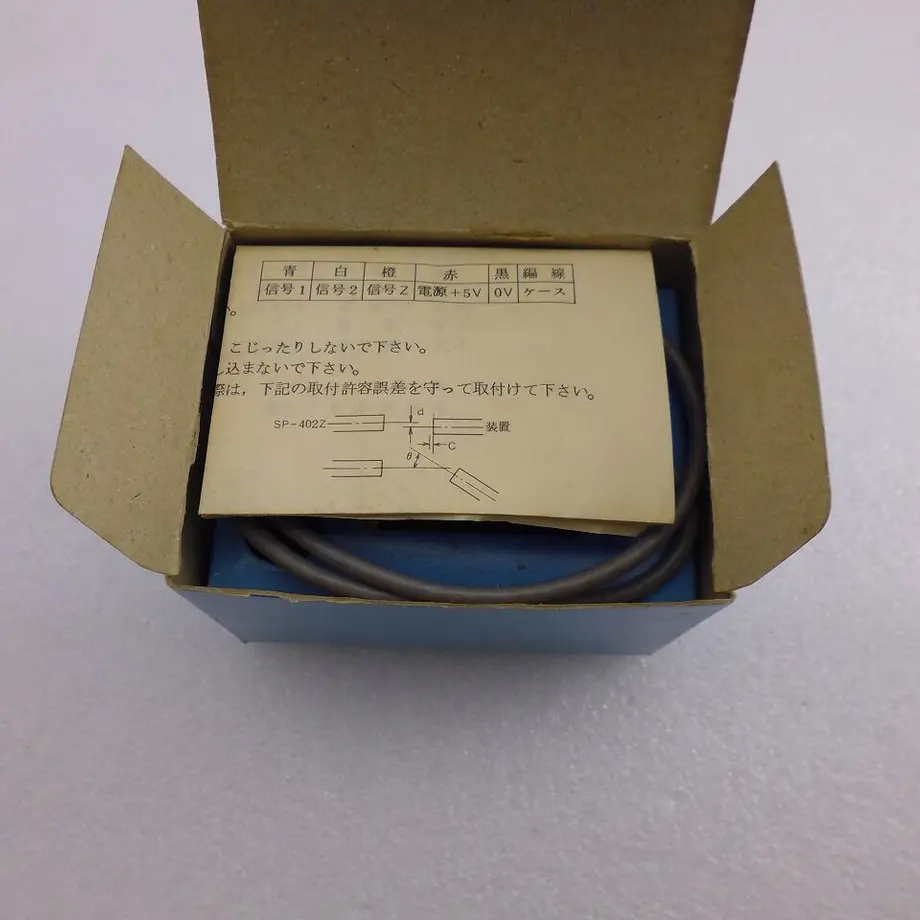 青 白 橙 赤 黒 編線
信号1 信号2 信号Z 電源+5V 0V ケース
い。
こじったりしないで下さい。
し込まないで下さい。
際は,下記の取付許容誤差を守って取付けて下さい。
d
SP-402Z 装置
C
θ